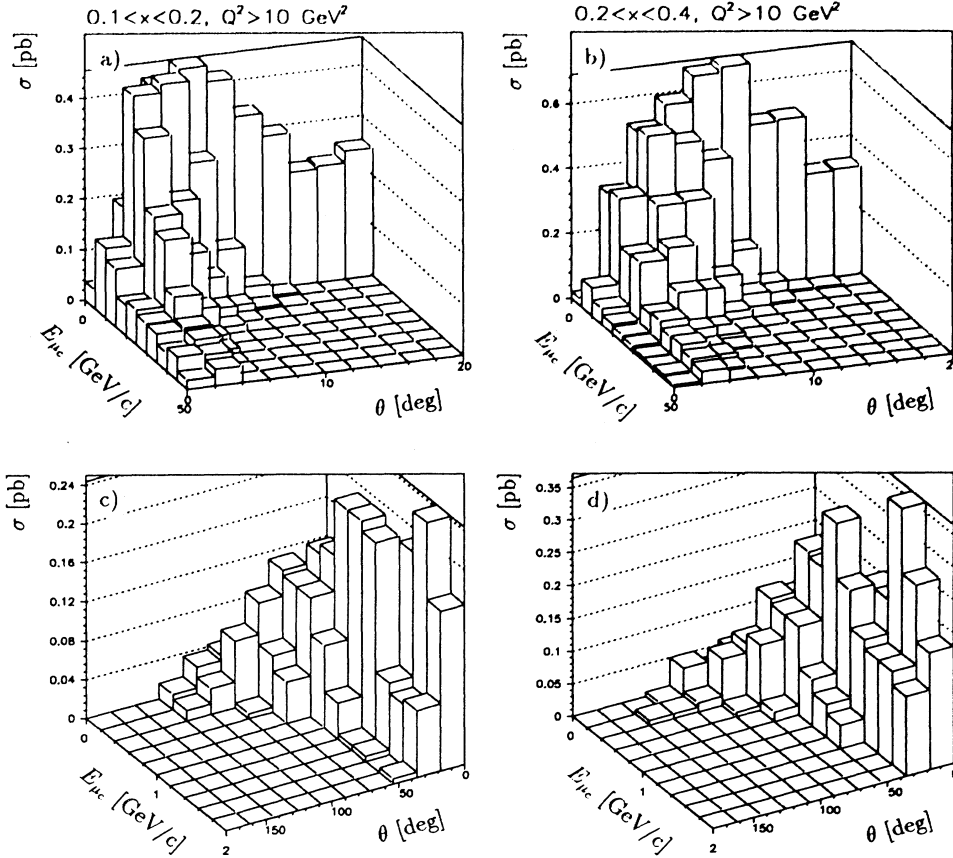 0.1<x<0.2, Q²>10 GeV²
0.2<x<0.4, Q²>10 GeV²
σ [pb]
a)
0.4
0.3
0.2
0.1
0
0
E_μc [GeV/c]
50
0
10
20
θ [deg]
σ [pb]
b)
0.6
0.4
0.2
0
0
E_μc [GeV/c]
50
0
10
2
θ [deg]
σ [pb]
c)
0.24
0.2
0.16
0.12
0.08
0.04
0
0
E_μc [GeV/c]
1
2
150
100
50
0
θ [deg]
σ [pb]
d)
0.35
0.3
0.25
0.2
0.15
0.1
0.05
0
0
E_μc [GeV/c]
1
2
150
100
50
θ [deg]